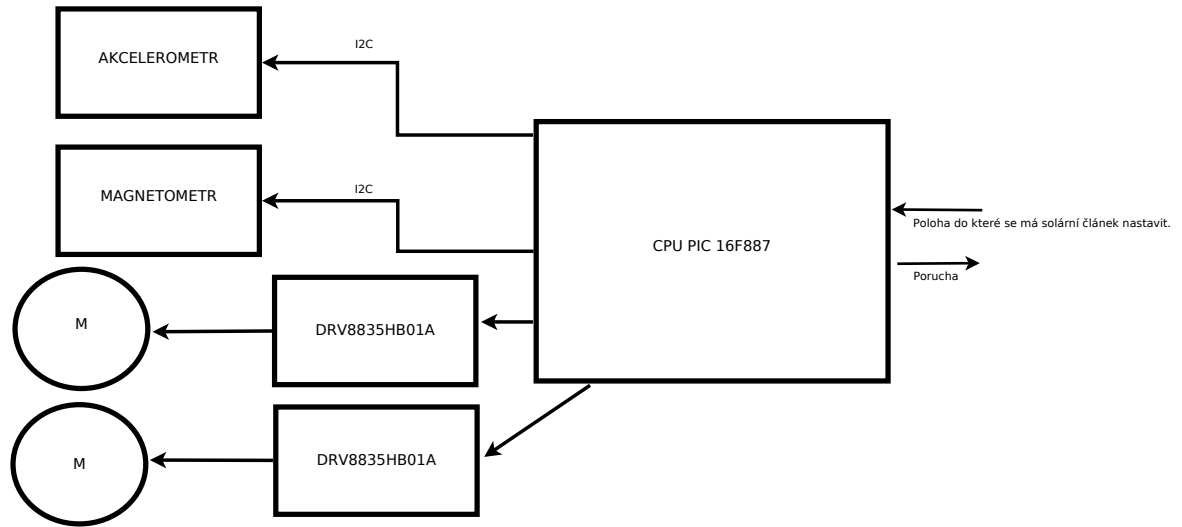 AKCELEROMETR
I2C
MAGNETOMETR
I2C
CPU PIC 16F887
Poloha do které se má solární článek nastavit.
Porucha
M
DRV8835HB01A
M
DRV8835HB01A